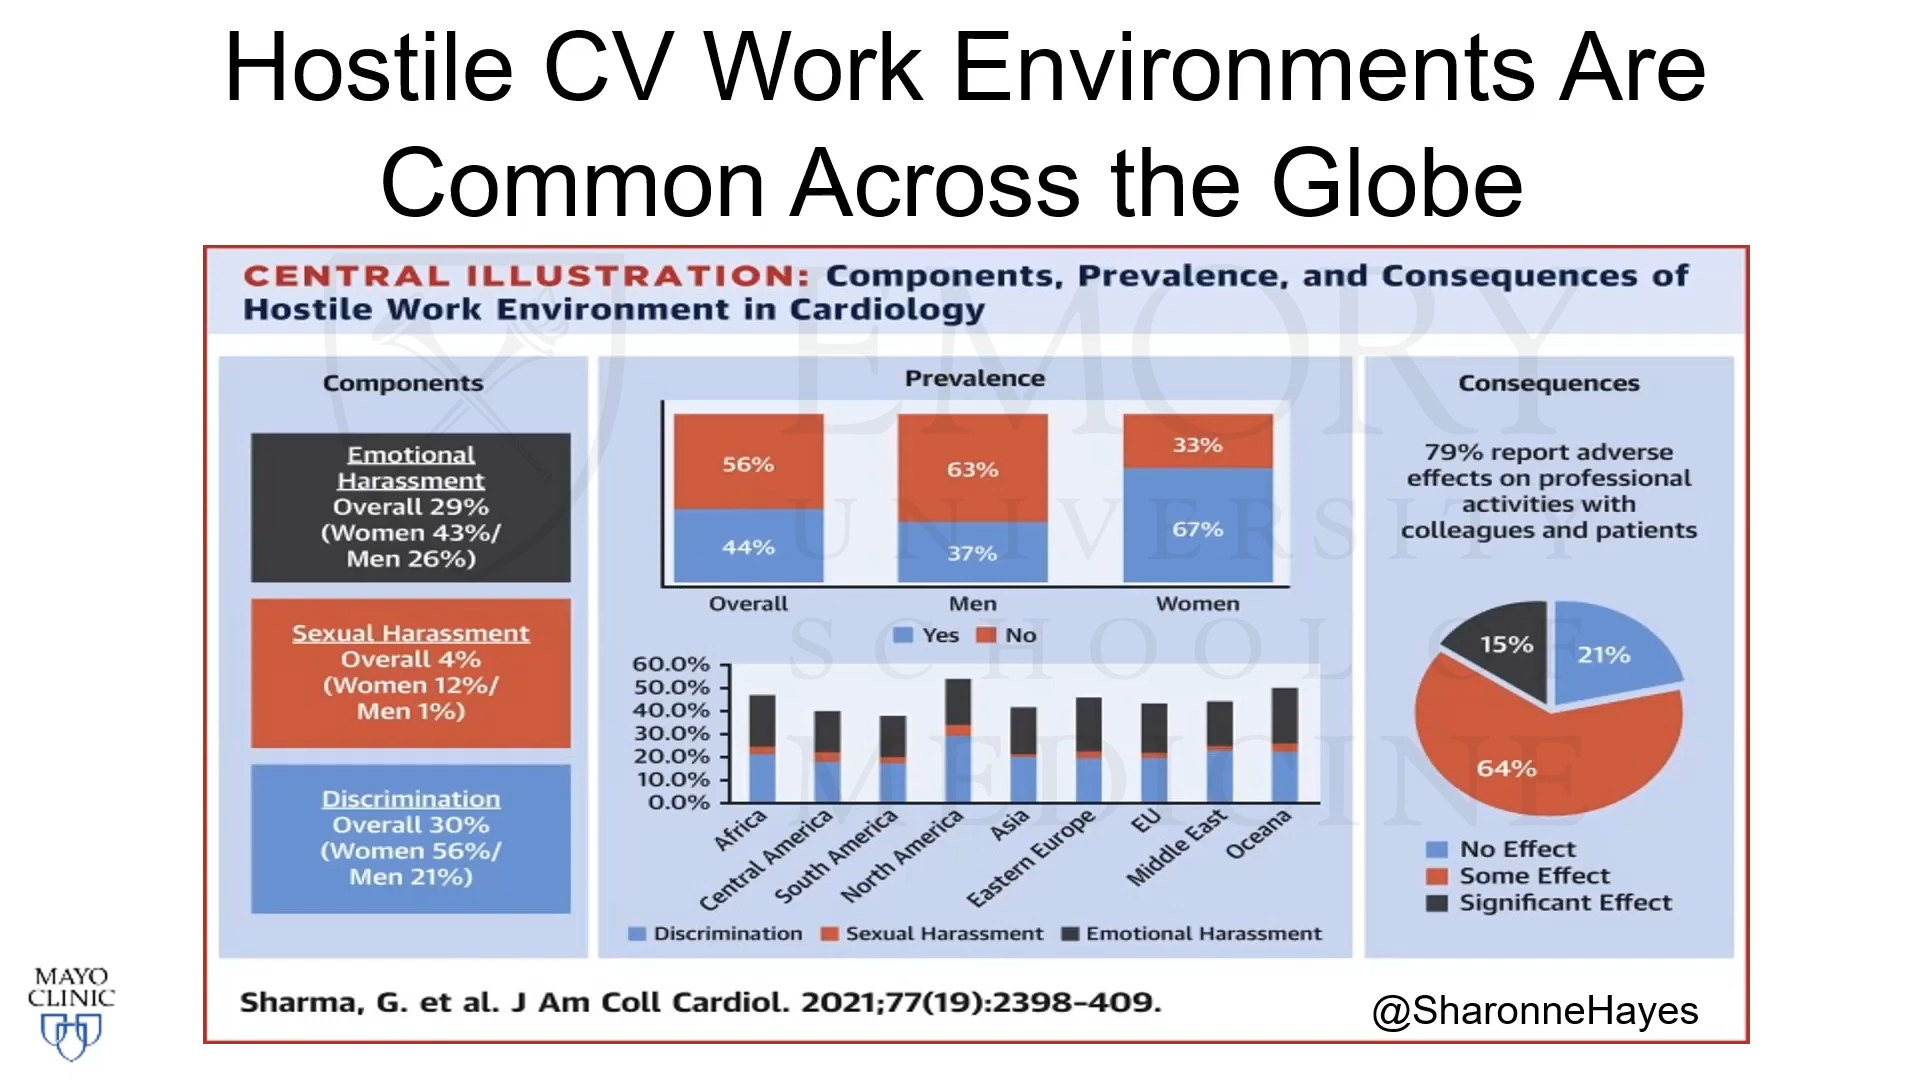 Hostile CV Work Environments Are
Common Across the Globe
CENTRAL ILLUSTRATION: Components, Prevalence, and Consequences of
Hostile Work Environment in Cardiology
Components
Emotional
Harassment
Overall 29%
(Women 43%/
Men 26%)
Sexual Harassment
Overall 4%
(Women 12%/
Men 1%)
Discrimination
Overall 30%
(Women 56%/
Men 21%)
Prevalence
56%
44%
63%
37%
33%
67%
Overall
Men
Women
Yes
No
60.0%
50.0%
40.0%
30.0%
20.0%
10.0%
0.0%
Africa
Central America
South America
North America
Asia
Eastern Europe
EU
Middle East
Oceana
Discrimination
Sexual Harassment
Emotional Harassment
Consequences
79% report adverse
effects on professional
activities with
colleagues and patients
15%
21%
64%
No Effect
Some Effect
Significant Effect
EMORY
UNIVERSITY
SCHOOL OF
MEDICINE
MAYO
CLINIC
Sharma, G. et al. J Am Coll Cardiol. 2021;77(19):2398–409.
@SharonneHayes